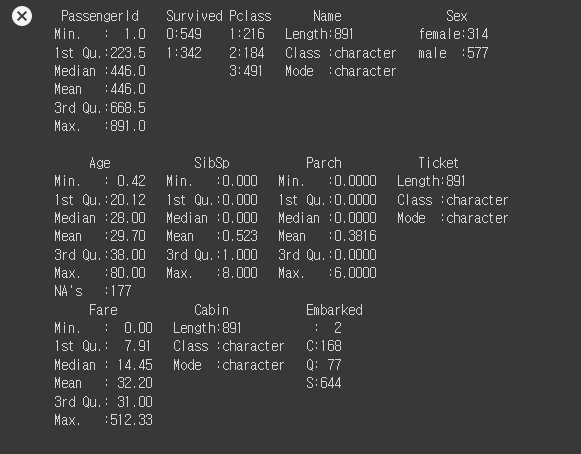 PassengerId   Survived Pclass      Name               Sex
Min.   :  1.0  0:549    1:216   Length:891         female:314
1st Qu.:223.5  1:342    2:184   Class :character   male  :577
Median :446.0           3:491   Mode  :character
Mean   :446.0
3rd Qu.:668.5
Max.   :891.0

     Age            SibSp           Parch           Ticket
Min.   : 0.42   Min.   :0.000   Min.   :0.0000   Length:891
1st Qu.:20.12   1st Qu.:0.000   1st Qu.:0.0000   Class :character
Median :28.00   Median :0.000   Median :0.0000   Mode  :character
Mean   :29.70   Mean   :0.523   Mean   :0.3816
3rd Qu.:38.00   3rd Qu.:1.000   3rd Qu.:0.0000
Max.   :80.00   Max.   :8.000   Max.   :6.0000
NA's   :177
     Fare           Cabin           Embarked
Min.   :  0.00   Length:891          :  2
1st Qu.:  7.91   Class :character   C:168
Median : 14.45   Mode  :character   Q: 77
Mean   : 32.20                      S:644
3rd Qu.: 31.00
Max.   :512.33